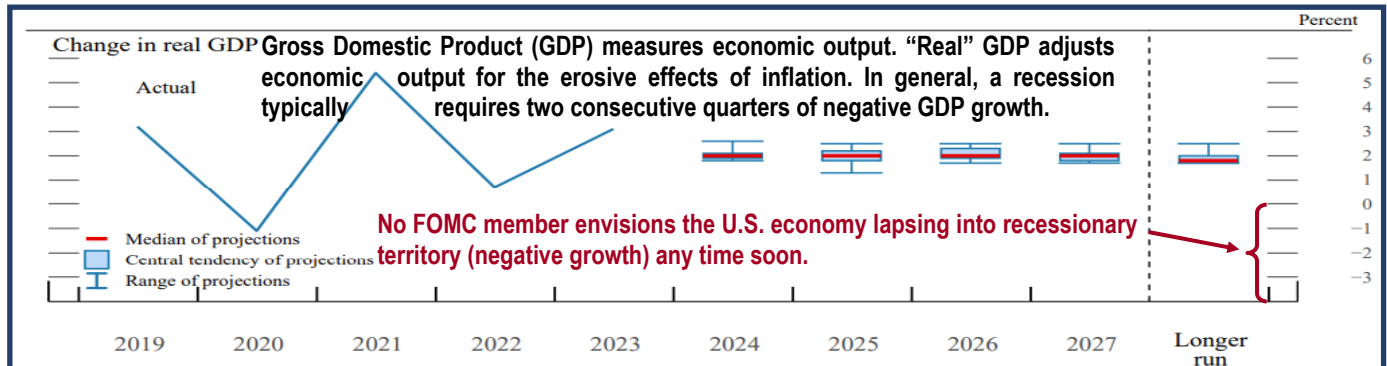 Percent
Change in real GDP
Gross Domestic Product (GDP) measures economic output. “Real” GDP adjusts
economic output for the erosive effects of inflation. In general, a recession
typically requires two consecutive quarters of negative GDP growth.
Actual
6
5
4
3
2
1
0
−1
−2
−3
No FOMC member envisions the U.S. economy lapsing into recessionary
territory (negative growth) any time soon.
Median of projections
Central tendency of projections
Range of projections
2019 2020 2021 2022 2023 2024 2025 2026 2027 Longer
run